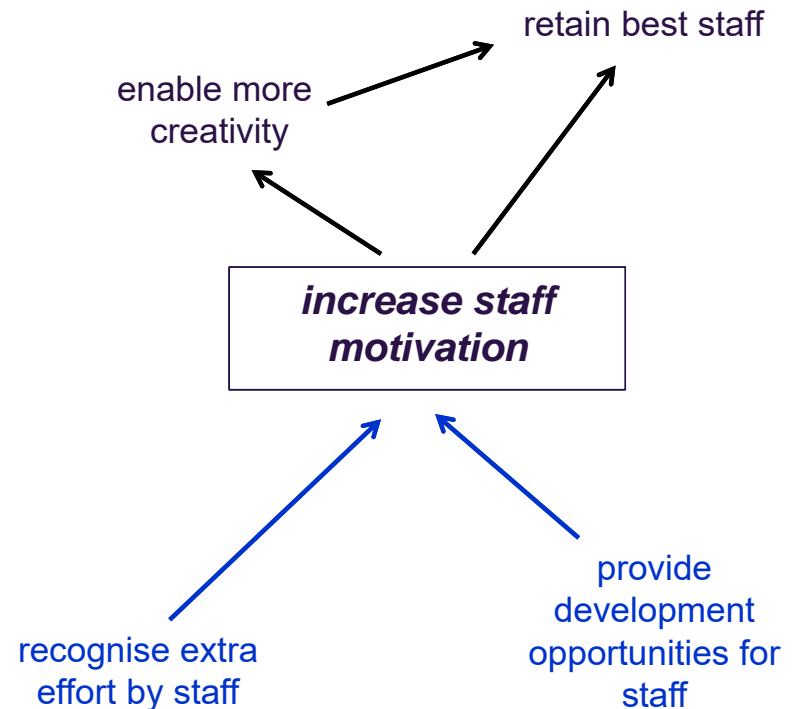 retain best staff
enable more
creativity
increase staff
motivation
recognise extra
effort by staff
provide
development
opportunities for
staff